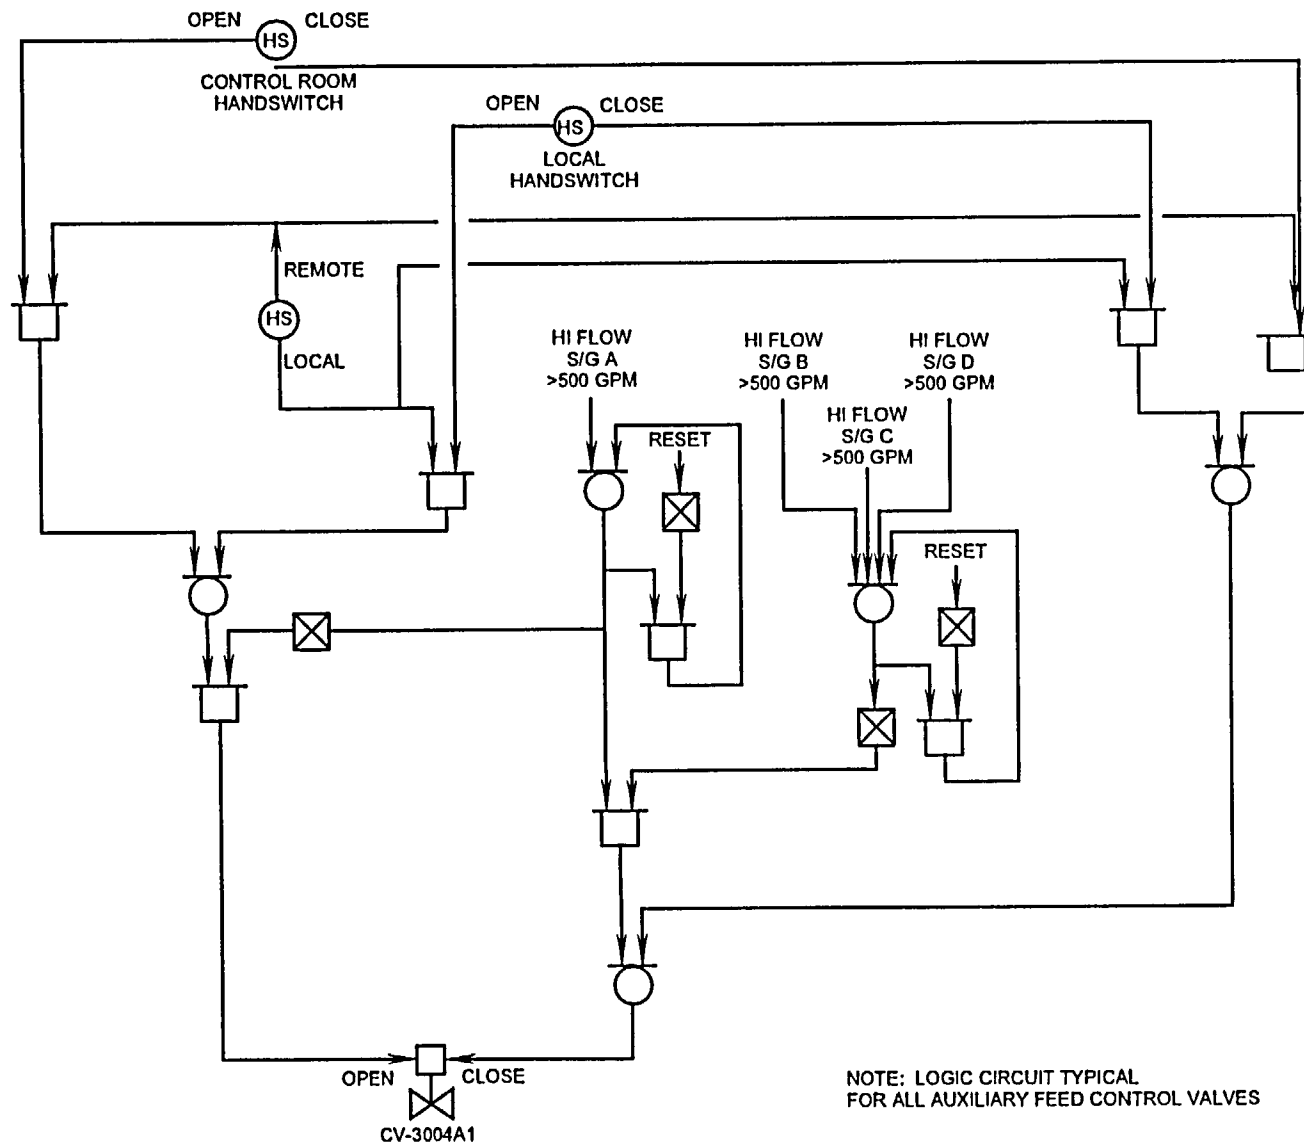 OPEN
CLOSE
HS
CONTROL ROOM
HANDSWITCH
OPEN
CLOSE
HS
LOCAL
HANDSWITCH
REMOTE
HS
LOCAL
HI FLOW
S/G A
>500 GPM
HI FLOW
S/G B
>500 GPM
HI FLOW
S/G D
>500 GPM
HI FLOW
S/G C
>500 GPM
RESET
RESET
OPEN
CLOSE
CV-3004A1
NOTE: LOGIC CIRCUIT TYPICAL
FOR ALL AUXILIARY FEED CONTROL VALVES